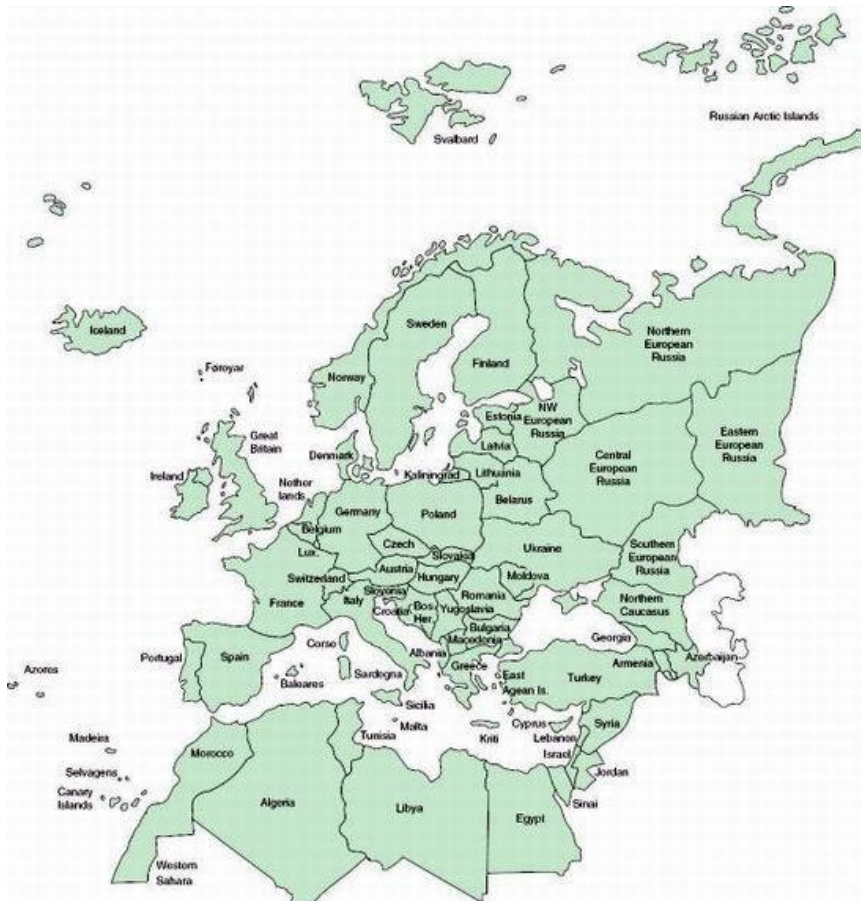 Russian Arctic Islands
Svalbard
Iceland
Sweden
Northern
European
Russia
Finland
Føroyar
Norway
Estonia
NW
European
Russia
Great
Britain
Eastern
European
Russia
Latvia
Denmark
Central
European
Russia
Ireland
Kaliningrad
Lithuania
Nether
lands
Belarus
Germany
Poland
Belgium
Czech
Ukraine
Southern
European
Russia
Lux.
Slovakia
Austria
Switzerland
Hungary
Moldova
Slovenia
Romania
Northern
Caucasus
France
Italy
Croatia
Bos
Her.
Yugoslavia
Bulgaria
Georgia
Corse
Macedonia
Portugal
Spain
Albania
Armenia
Azerbaijan
Greece
Azores
Sardegna
East
Agean Is.
Turkey
Baleares
Sicilia
Malta
Cyprus
Syria
Madeira
Tunisia
Kriti
Lebanon
Morocco
Israel
Selvagens
Jordan
Canary
Islands
Algeria
Libya
Sinai
Egypt
Western
Sahara